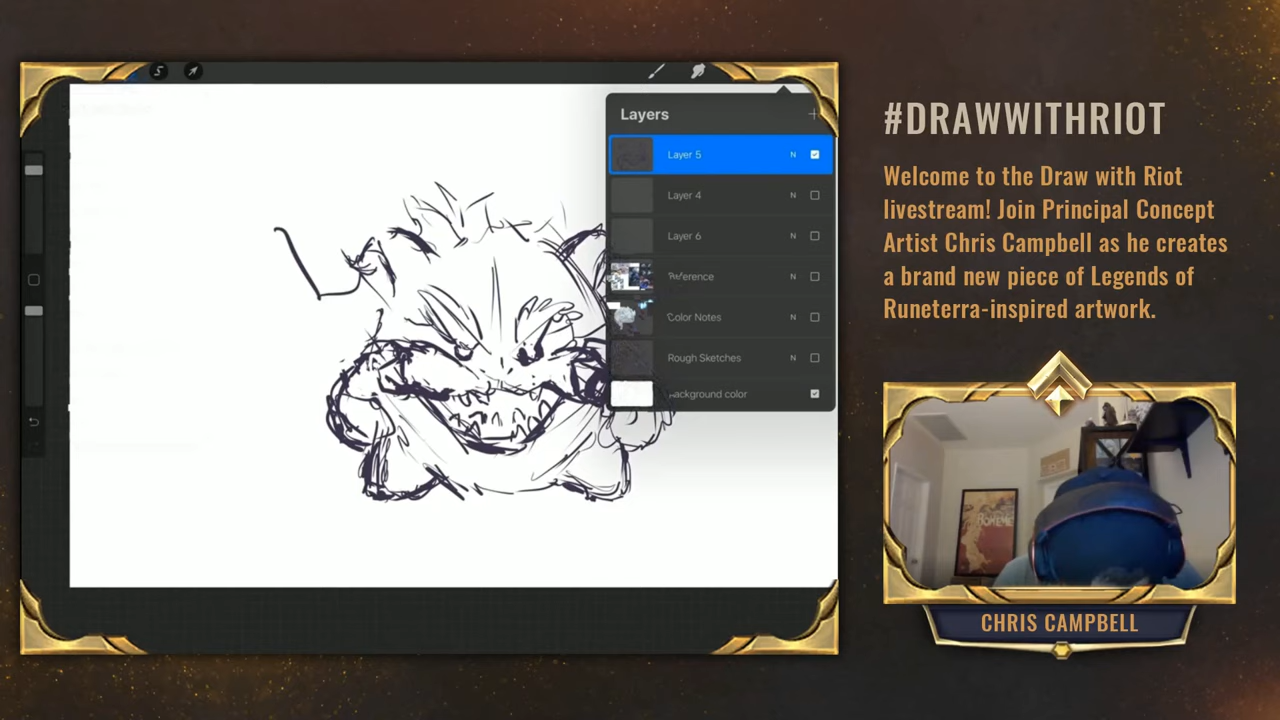 Layers
Layer 5
N
Layer 4
N
Layer 6
N
Reference
N
Color Notes
N
Rough Sketches
N
ackground color
#DRAWWITHRIOT
Welcome to the Draw with Riot
livestream! Join Principal Concept
Artist Chris Campbell as he creates
a brand new piece of Legends of
Runeterra-inspired artwork.
CHRIS CAMPBELL